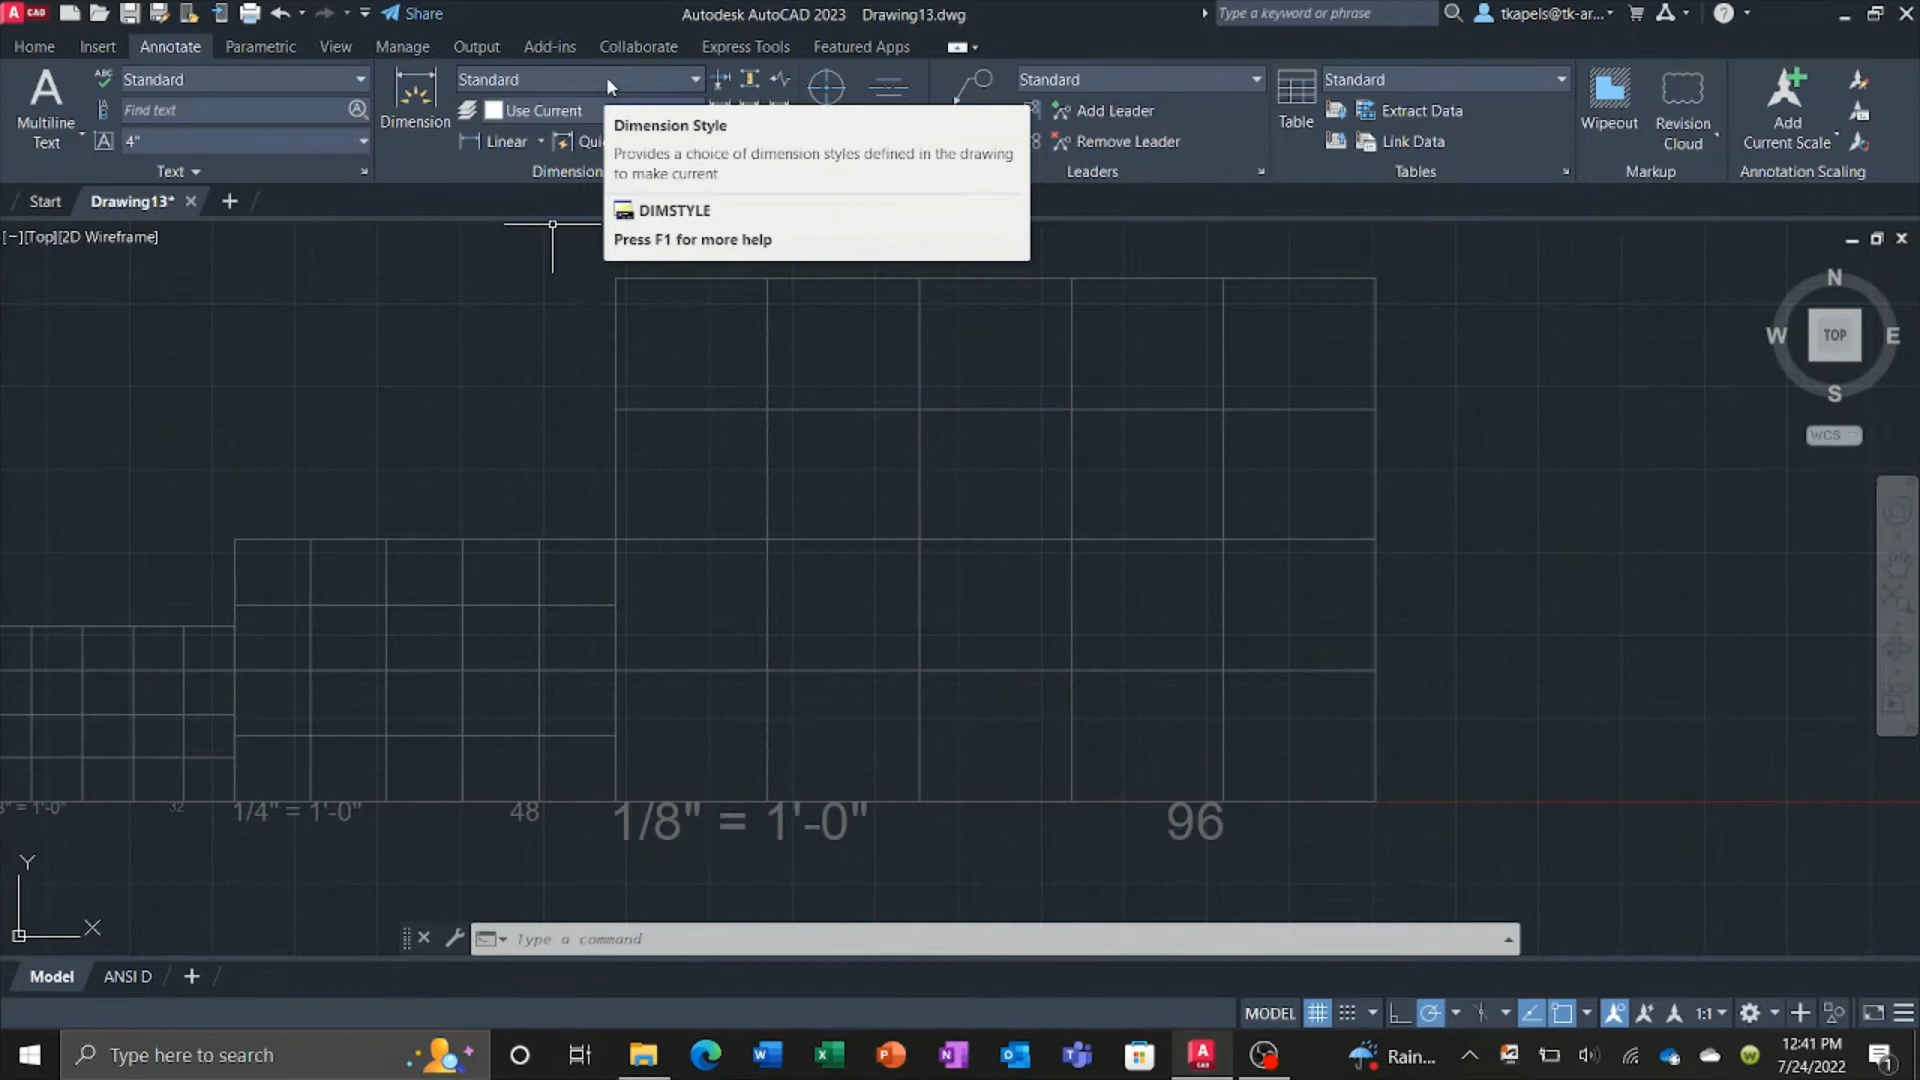 CAD
Share
Autodesk AutoCAD 2023 Drawing13.dwg
Type a keyword or phrase
tkapels@tk-ar...
Home Insert Annotate Parametric View Manage Output Add-ins Collaborate Express Tools Featured Apps
Multiline Text
ABC
Standard
Find text
A
4"
Text
Dimension
Standard
Use Current
Linear
Dimension Style
Provides a choice of dimension styles defined in the drawing
to make current
DIMSTYLE
Press F1 for more help
Standard
Add Leader
Remove Leader
Leaders
Table
Standard
Extract Data
Link Data
Tables
Wipeout
Revision Cloud
Markup
Add Current Scale
Annotation Scaling
Start
Drawing13*
[−][Top][2D Wireframe]
N
W TOP E
S
WCS
" = 1'-0" 32 1/4" = 1'-0" 48 1/8" = 1'-0" 96
Y
X
Type a command
Model ANSI D
MODEL
1:1
Type here to search
Rain...
12:41 PM
7/24/2022
1